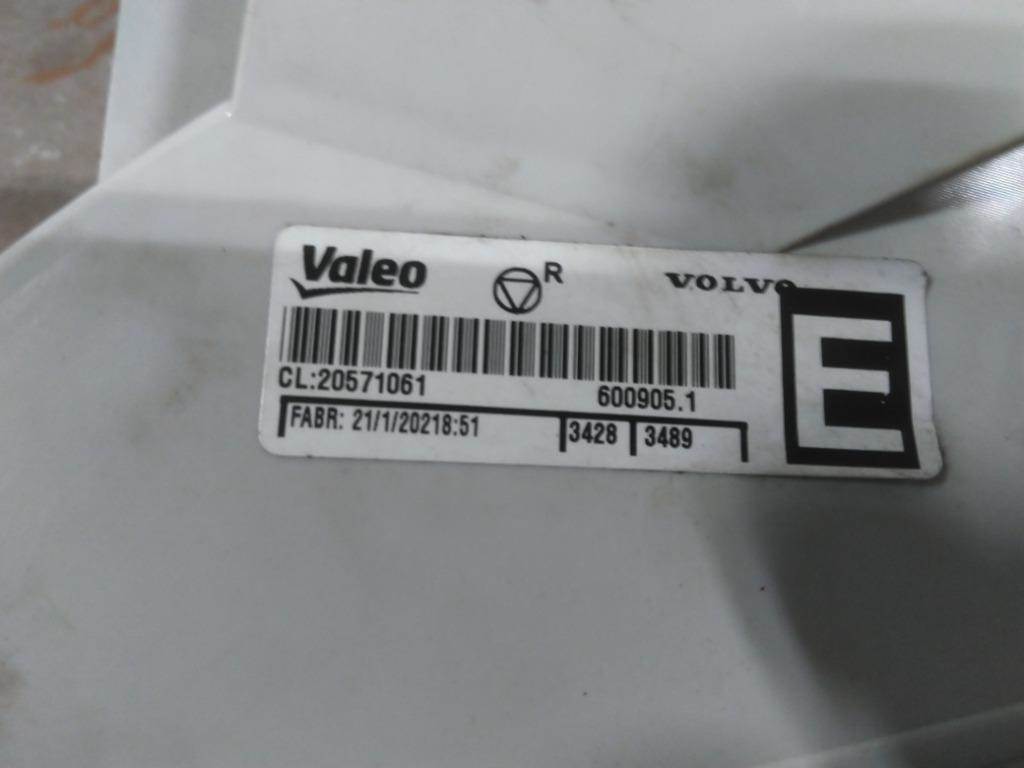 Valeo
R
VOLVO
E
CL:20571061 600905.1
FABR: 21/1/20218:51 3428 3489